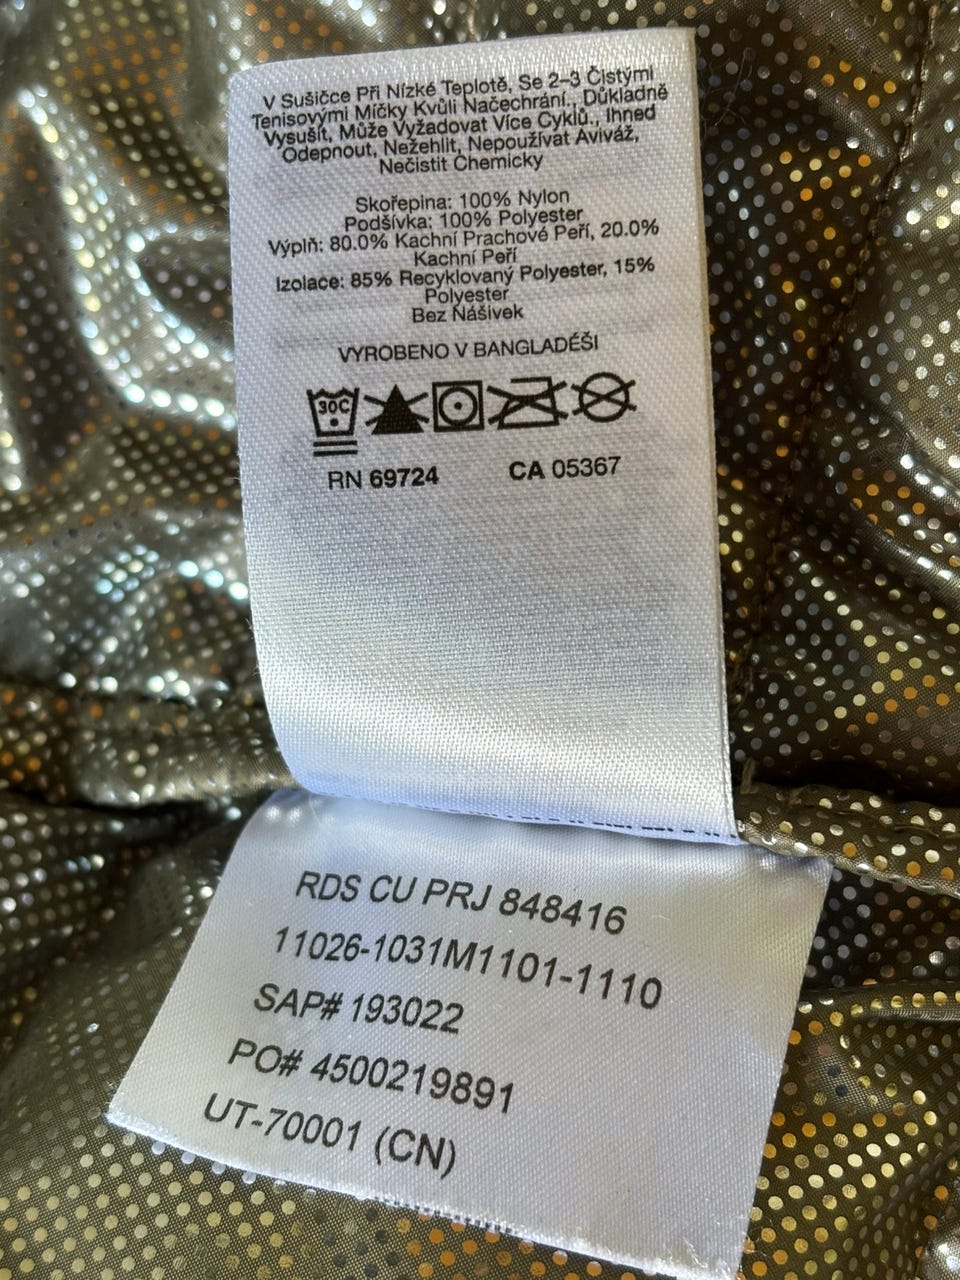 V Sušičce Při Nízké Teplotě, Se 2–3 Čistými
Tenisovými Míčky Kvůli Načechrání., Důkladně
Vysušít, Může Vyžadovat Více Cyklů., Ihned
Odepnout, Nežehlit, Nepoužívat Aviváž,
Nečistit Chemicky
Skořepina: 100% Nylon
Podšívka: 100% Polyester
Výplň: 80.0% Kachní Prachové Peří, 20.0%
Kachní Peří
Izolace: 85% Recyklovaný Polyester, 15%
Polyester
Bez Nášivek
VYROBENO V BANGLADÉŠI
30C
RN 69724 CA 05367
RDS CU PRJ 848416
11026-1031M1101-1110
SAP# 193022
PO# 4500219891
UT-70001 (CN)